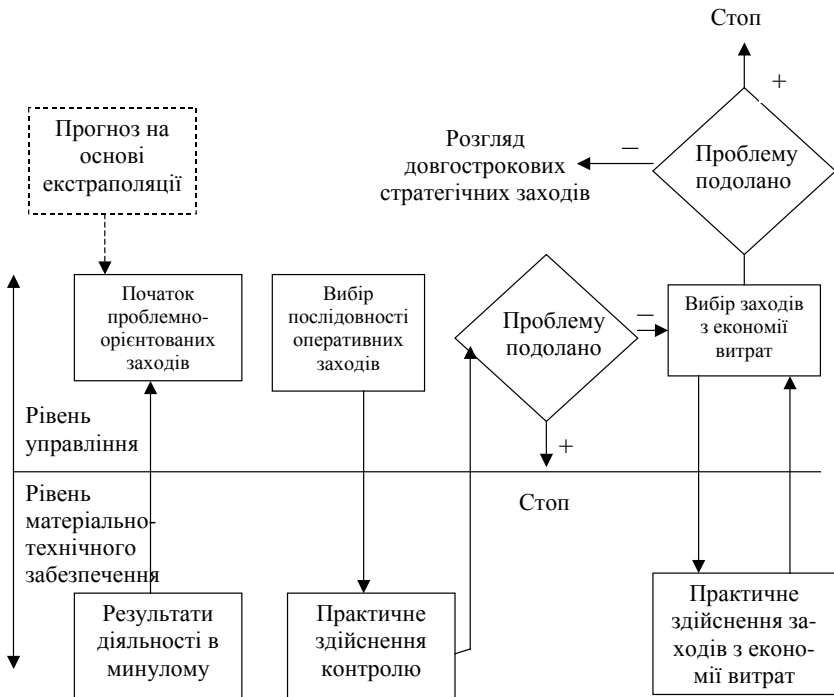 Стоп
+
Прогноз на
основі
екстраполяції
Розгляд
довгострокових
стратегічних заходів
–
Проблему
подолано
Початок
проблемно-
орієнтованих
заходів
Вибір
послідовності
оперативних
заходів
Проблему
подолано
–
Вибір заходів
з економії
витрат
Рівень
управління
+
Рівень
матеріально-
технічного
забезпечення
Стоп
Результати
діяльності в
минулому
Практичне
здійснення
контролю
Практичне
здійснення за-
ходів з еконо-
мії витрат